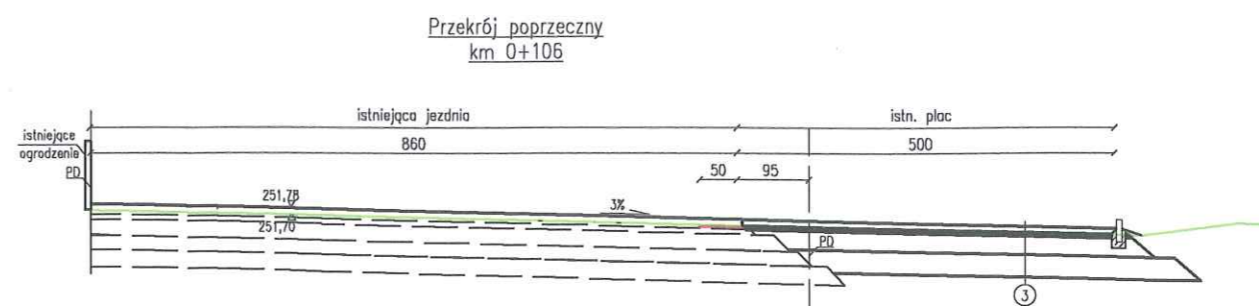 Przekrój poprzeczny
km 0+106
istniejąca jezdnia
istn. plac
istniejące
ogrodzenie
860
500
PD
50
95
251,78
3%
251,70
PD
3